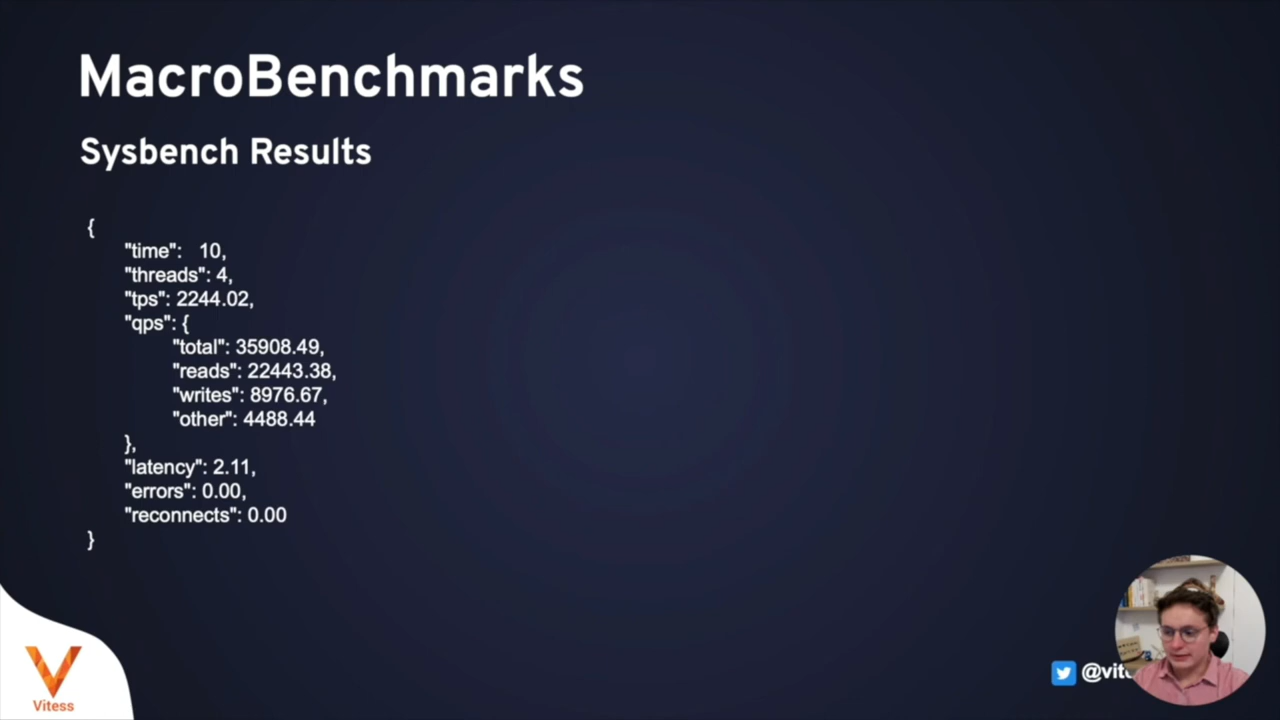 MacroBenchmarks
Sysbench Results
{
"time": 10,
"threads": 4,
"tps": 2244.02,
"qps": {
"total": 35908.49,
"reads": 22443.38,
"writes": 8976.67,
"other": 4488.44
},
"latency": 2.11,
"errors": 0.00,
"reconnects": 0.00
}
Vitess